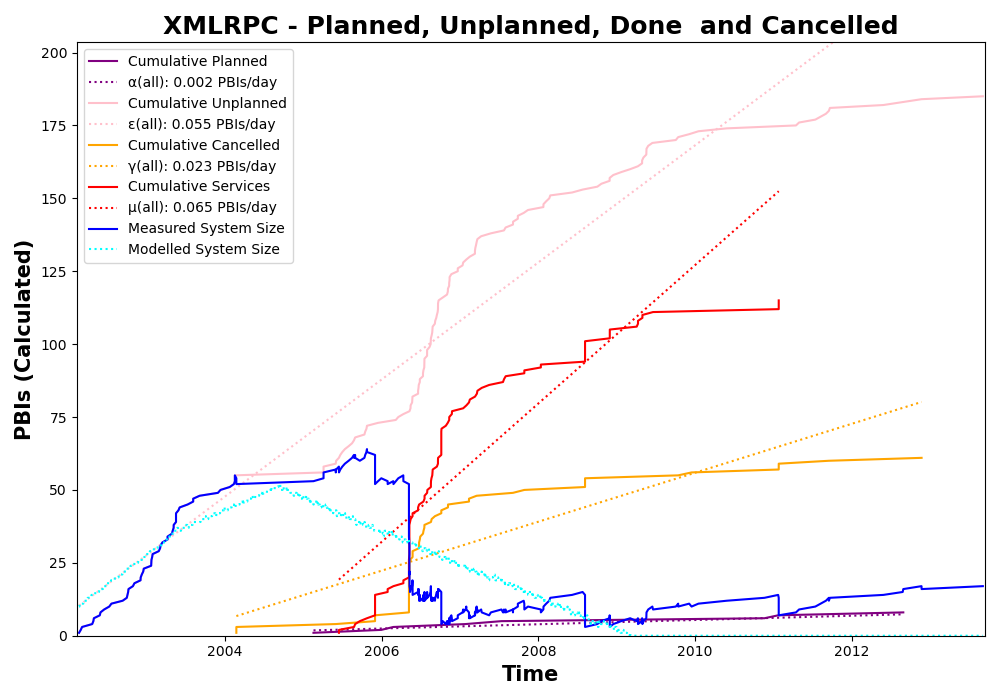 XMLRPC - Planned, Unplanned, Done  and Cancelled
PBIs (Calculated)
200
175
150
125
100
75
50
25
0
Cumulative Planned
α(all): 0.002 PBIs/day
Cumulative Unplanned
ε(all): 0.055 PBIs/day
Cumulative Cancelled
γ(all): 0.023 PBIs/day
Cumulative Services
μ(all): 0.065 PBIs/day
Measured System Size
Modelled System Size
2004 2006 2008 2010 2012
Time